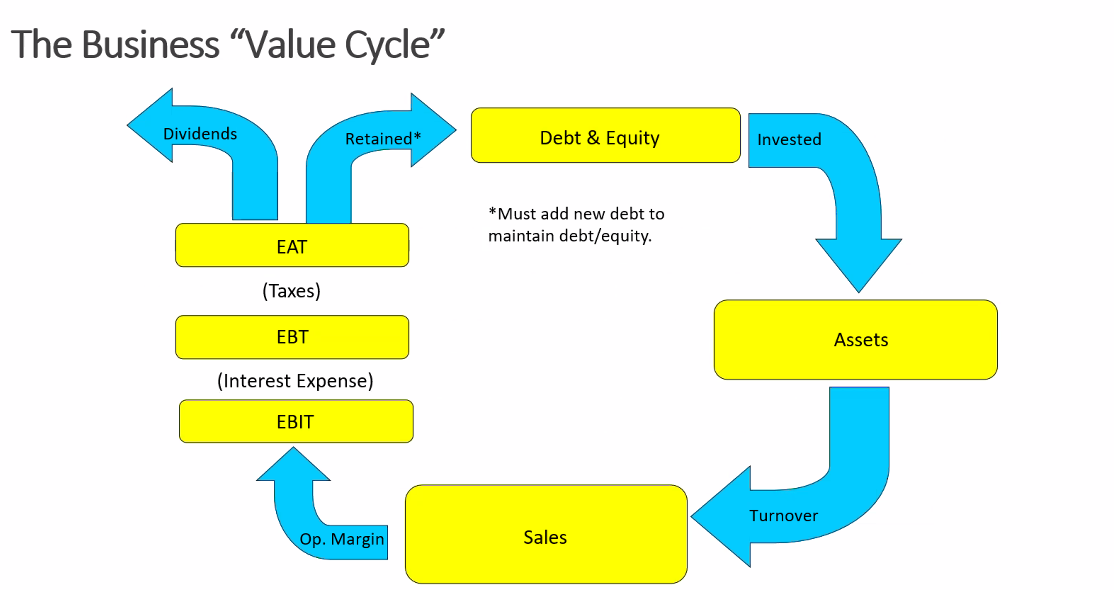 The Business “Value Cycle”
Dividends
Retained*
Debt & Equity
Invested
*Must add new debt to
maintain debt/equity.
EAT
(Taxes)
EBT
(Interest Expense)
EBIT
Assets
Op. Margin
Sales
Turnover